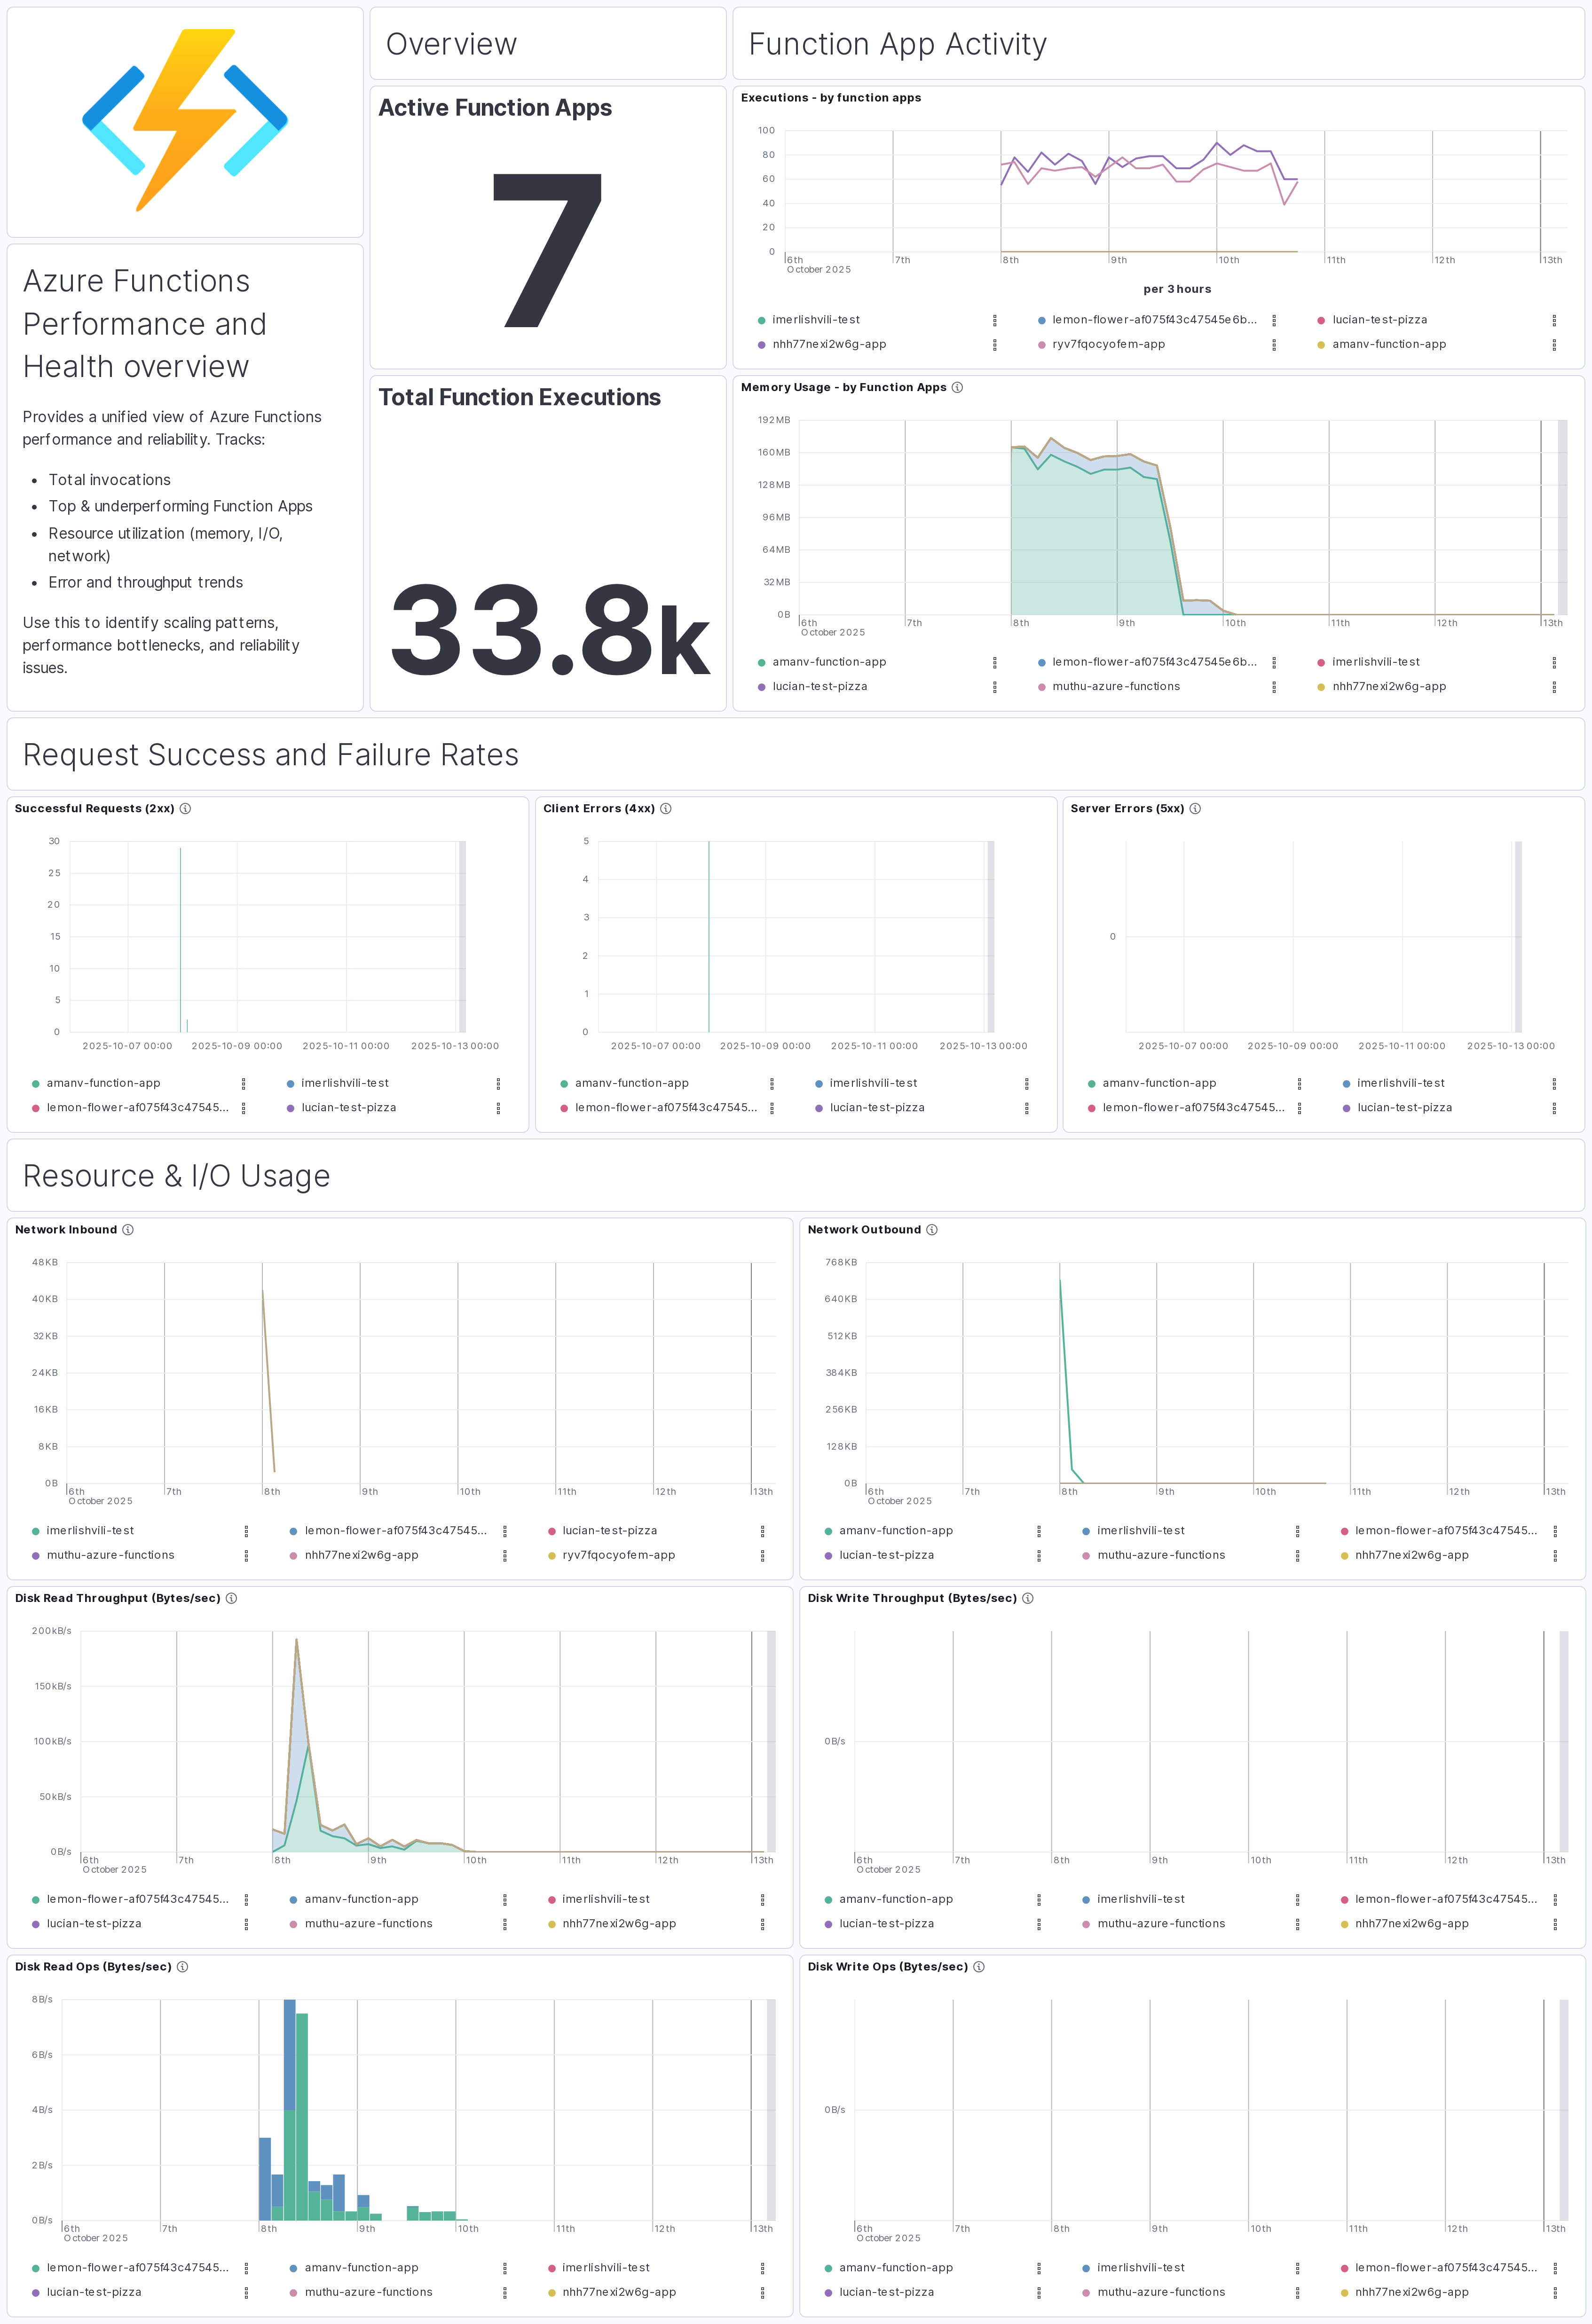 Overview
Function App Activity
Active Function Apps
7
Executions - by function apps
100
80
60
40
20
0
6th
7th
8th
9th
10th
11th
12th
13th
October 2025
per 3 hours
imerlishvili-test
lemon-flower-af075f43c47545e6b...
lucian-test-pizza
nhh77nexi2w6g-app
ryv7fqocyofem-app
amanv-function-app
Azure Functions
Performance and
Health overview
Provides a unified view of Azure Functions
performance and reliability. Tracks:
• Total invocations
• Top & underperforming Function Apps
• Resource utilization (memory, I/O,
network)
• Error and throughput trends
Use this to identify scaling patterns,
performance bottlenecks, and reliability
issues.
Total Function Executions
33.8k
Memory Usage - by Function Apps
192MB
160MB
128MB
96MB
64MB
32MB
0B
6th
7th
8th
9th
10th
11th
12th
13th
October 2025
amanv-function-app
lemon-flower-af075f43c47545e6b...
imerlishvili-test
lucian-test-pizza
muthu-azure-functions
nhh77nexi2w6g-app
Request Success and Failure Rates
Successful Requests (2xx)
30
25
20
15
10
5
0
2025-10-07 00:00
2025-10-09 00:00
2025-10-11 00:00
2025-10-13 00:00
amanv-function-app
imerlishvili-test
lemon-flower-af075f43c47545...
lucian-test-pizza
Client Errors (4xx)
5
4
3
2
1
0
2025-10-07 00:00
2025-10-09 00:00
2025-10-11 00:00
2025-10-13 00:00
amanv-function-app
imerlishvili-test
lemon-flower-af075f43c47545...
lucian-test-pizza
Server Errors (5xx)
0
2025-10-07 00:00
2025-10-09 00:00
2025-10-11 00:00
2025-10-13 00:00
amanv-function-app
imerlishvili-test
lemon-flower-af075f43c47545...
lucian-test-pizza
Resource & I/O Usage
Network Inbound
48KB
40KB
32KB
24KB
16KB
8KB
0B
6th
7th
8th
9th
10th
11th
12th
13th
October 2025
imerlishvili-test
lemon-flower-af075f43c47545...
lucian-test-pizza
muthu-azure-functions
nhh77nexi2w6g-app
ryv7fqocyofem-app
Network Outbound
768KB
640KB
512KB
384KB
256KB
128KB
0B
6th
7th
8th
9th
10th
11th
12th
13th
October 2025
amanv-function-app
imerlishvili-test
lemon-flower-af075f43c47545...
lucian-test-pizza
muthu-azure-functions
nhh77nexi2w6g-app
Disk Read Throughput (Bytes/sec)
200kB/s
150kB/s
100kB/s
50kB/s
0B/s
6th
7th
8th
9th
10th
11th
12th
13th
October 2025
lemon-flower-af075f43c47545...
amanv-function-app
imerlishvili-test
lucian-test-pizza
muthu-azure-functions
nhh77nexi2w6g-app
Disk Write Throughput (Bytes/sec)
0B/s
6th
7th
8th
9th
10th
11th
12th
13th
October 2025
amanv-function-app
imerlishvili-test
lemon-flower-af075f43c47545...
lucian-test-pizza
muthu-azure-functions
nhh77nexi2w6g-app
Disk Read Ops (Bytes/sec)
8B/s
6B/s
4B/s
2B/s
0B/s
6th
7th
8th
9th
10th
11th
12th
13th
October 2025
lemon-flower-af075f43c47545...
amanv-function-app
imerlishvili-test
lucian-test-pizza
muthu-azure-functions
nhh77nexi2w6g-app
Disk Write Ops (Bytes/sec)
0B/s
6th
7th
8th
9th
10th
11th
12th
13th
October 2025
amanv-function-app
imerlishvili-test
lemon-flower-af075f43c47545...
lucian-test-pizza
muthu-azure-functions
nhh77nexi2w6g-app